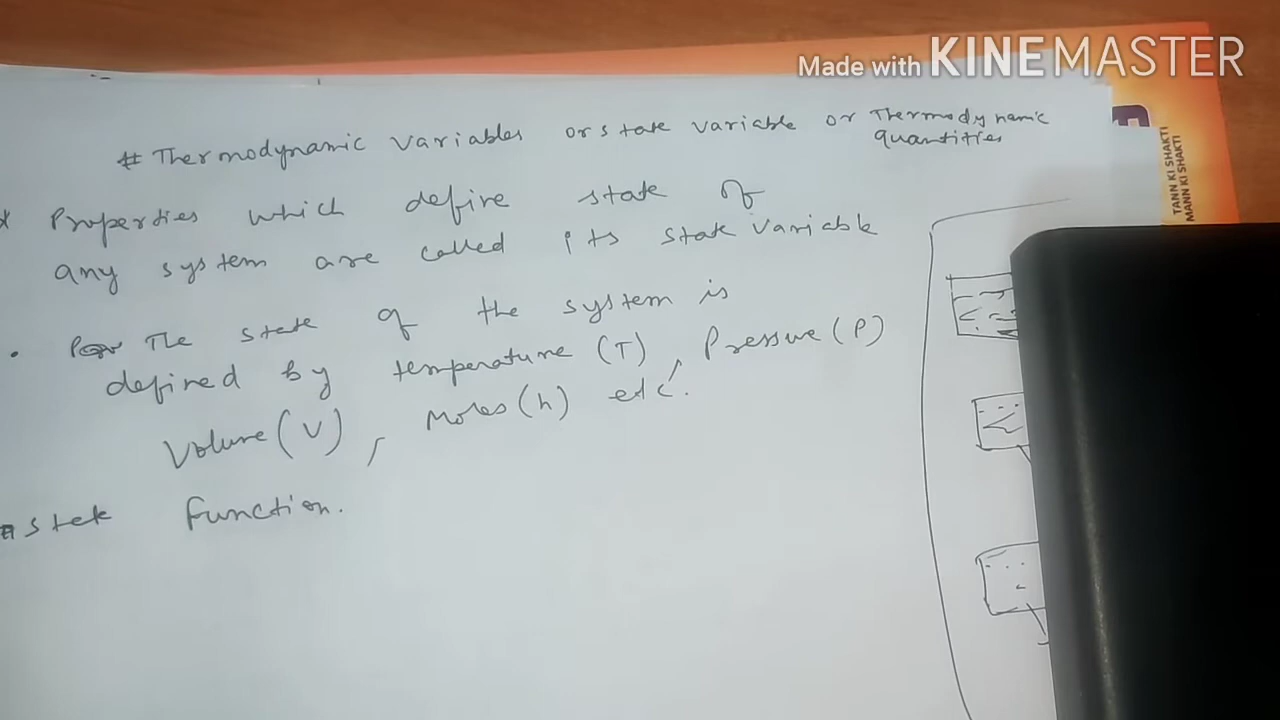 Made with KINEMASTER
# Thermodynamic variables or state variable or Thermodynamic
quantities
TANN KI SHAKTI
MANN KI SHAKTI
Properties which define state of
any system are called its state variable
. The state of the system is
defined by temperature (T), Pressure (P)
Volume (V), Moles (n) etc.
# state function.